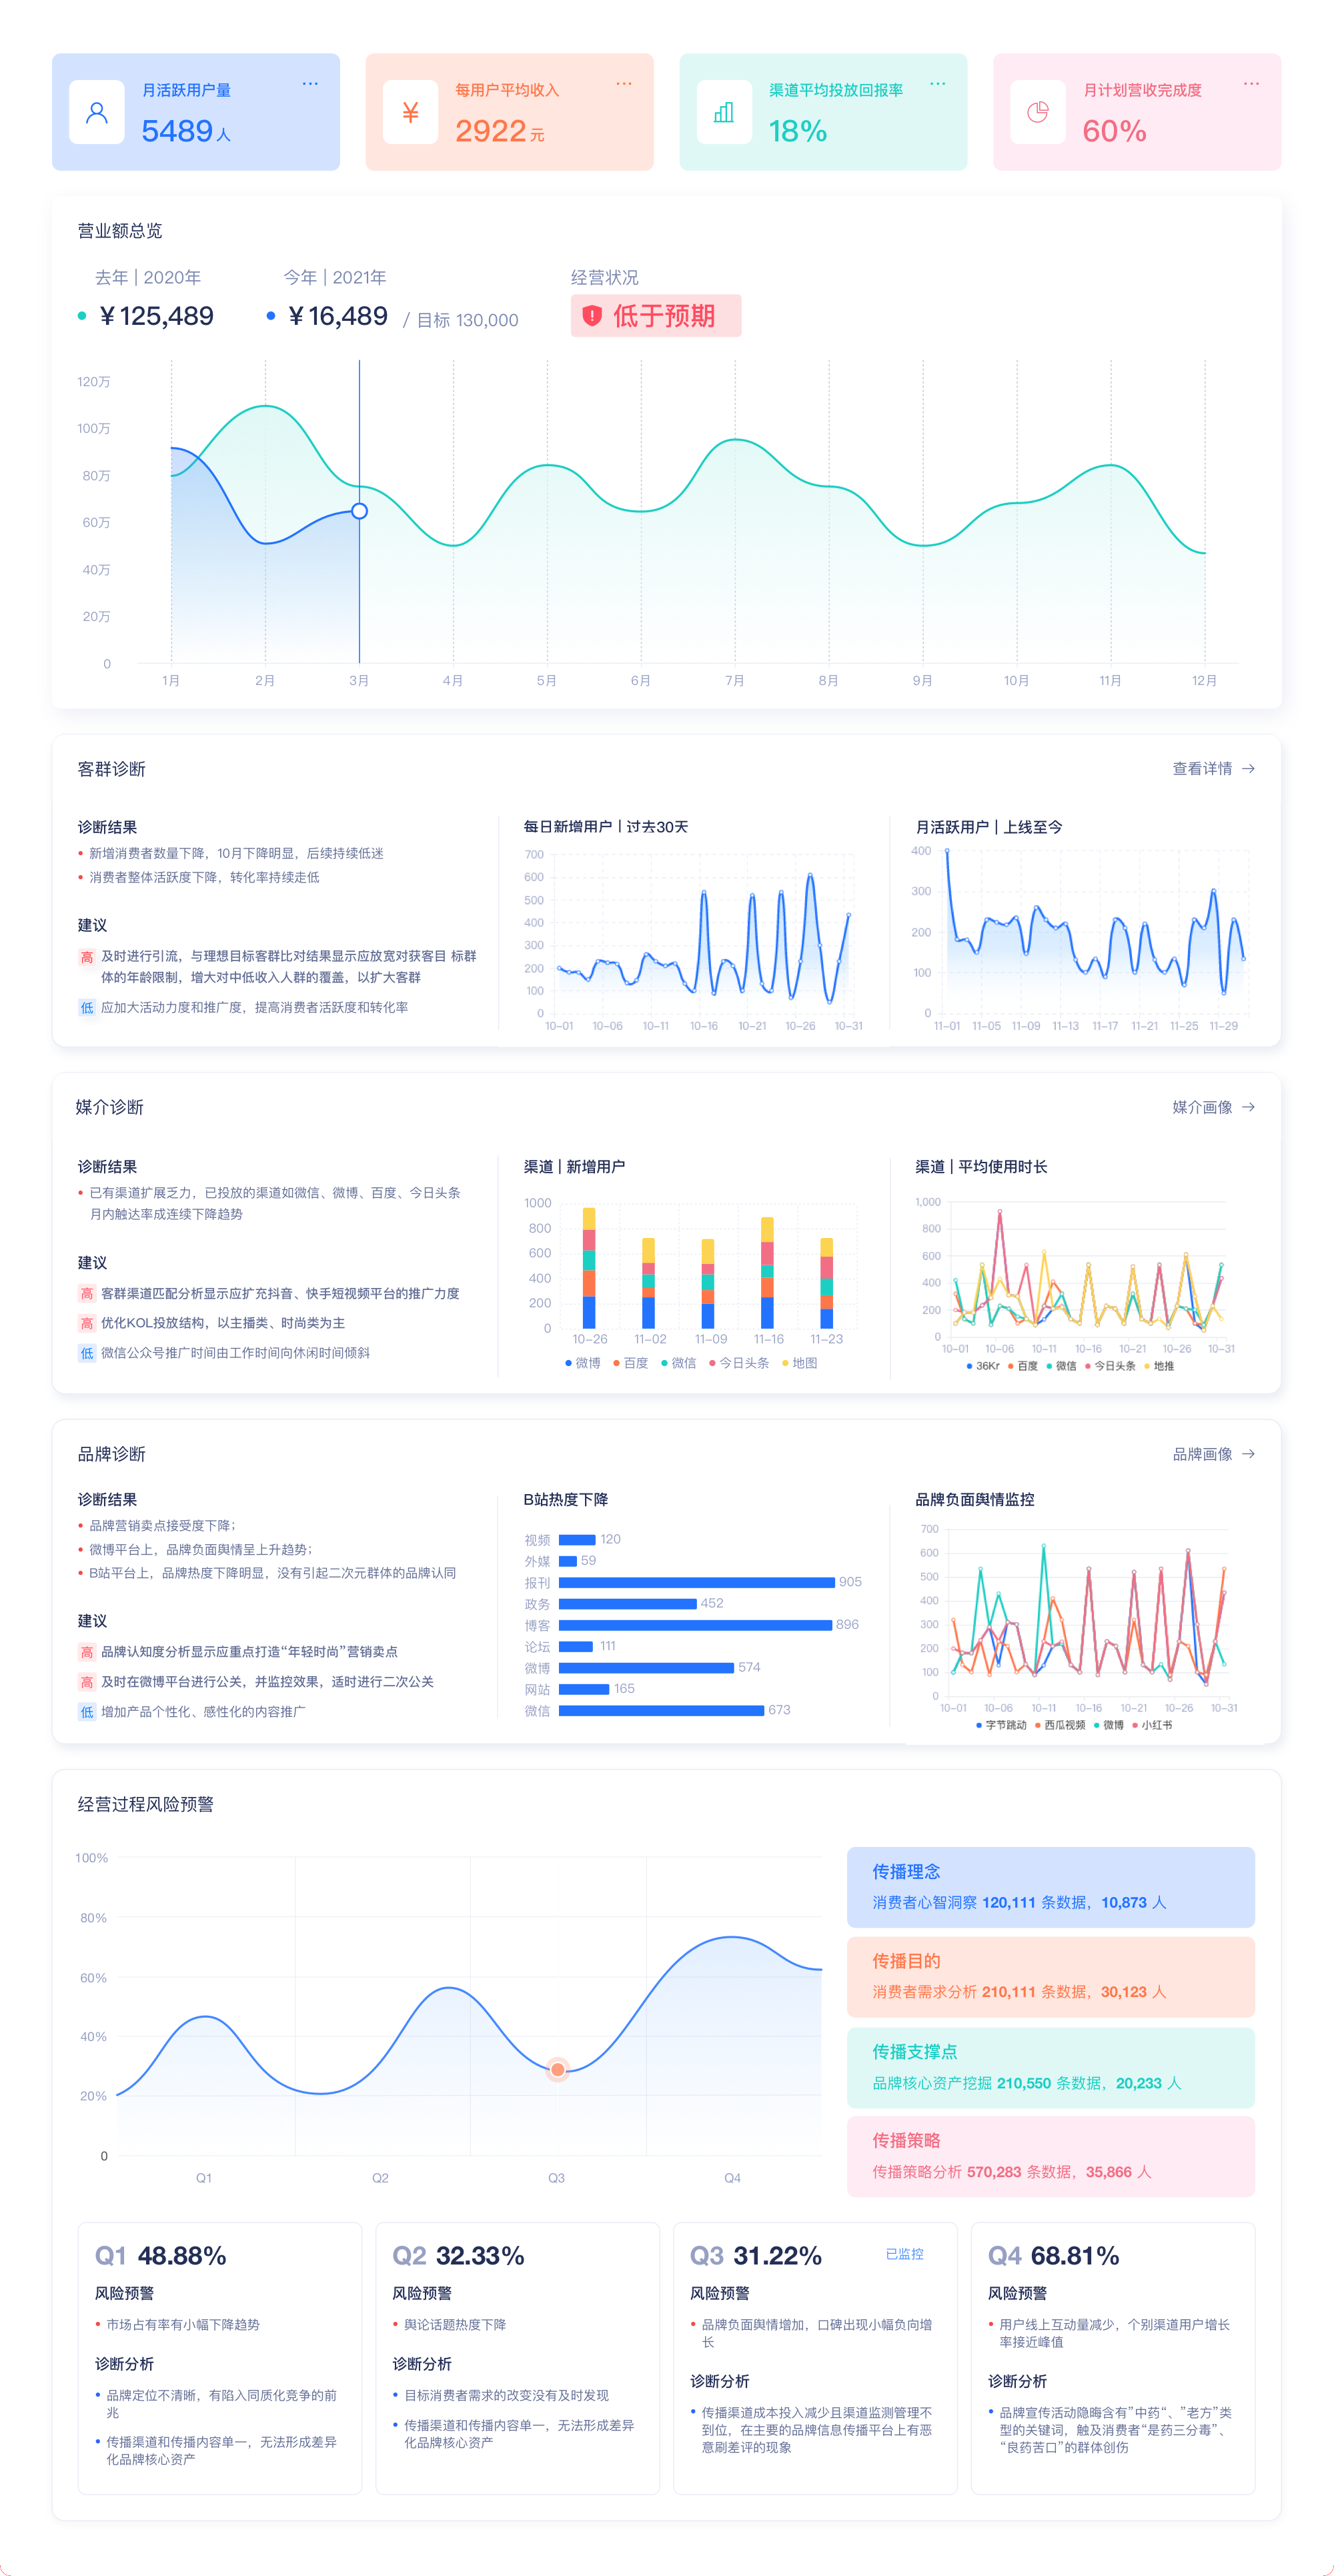 月活跃用户量
5489人
每用户平均收入
2922元
渠道平均投放回报率
18%
月计划营收完成度
60%
营业额总览
去年 | 2020年
¥125,489
今年 | 2021年
¥16,489 / 目标 130,000
经营状况
低于预期
120万
100万
80万
60万
40万
20万
0
1月 2月 3月 4月 5月 6月 7月 8月 9月 10月 11月 12月
客群诊断
查看详情 →
诊断结果
新增消费者数量下降，10月下降明显，后续持续低迷
消费者整体活跃度下降，转化率持续走低
建议
高 及时进行引流，与理想目标客群比对结果显示应放宽对获客目 标群
体的年龄限制，增大对中低收入人群的覆盖，以扩大客群
低 应加大活动力度和推广度，提高消费者活跃度和转化率
每日新增用户 | 过去30天
700
600
500
400
300
200
100
0
10-01 10-06 10-11 10-16 10-21 10-26 10-31
月活跃用户 | 上线至今
400
300
200
100
0
11-01 11-05 11-09 11-13 11-17 11-21 11-25 11-29
媒介诊断
媒介画像 →
诊断结果
已有渠道扩展乏力，已投放的渠道如微信、微博、百度、今日头条
月内触达率成连续下降趋势
建议
高 客群渠道匹配分析显示应扩充抖音、快手短视频平台的推广力度
高 优化KOL投放结构，以主播类、时尚类为主
低 微信公众号推广时间由工作时间向休闲时间倾斜
渠道 | 新增用户
1000
800
600
400
200
0
10-26 11-02 11-09 11-16 11-23
微博 百度 微信 今日头条 地图
渠道 | 平均使用时长
1,000
800
600
400
200
0
10-01 10-06 10-11 10-16 10-21 10-26 10-31
36Kr 百度 微信 今日头条 地推
品牌诊断
品牌画像 →
诊断结果
品牌营销卖点接受度下降；
微博平台上，品牌负面舆情呈上升趋势；
B站平台上，品牌热度下降明显，没有引起二次元群体的品牌认同
建议
高 品牌认知度分析显示应重点打造“年轻时尚”营销卖点
高 及时在微博平台进行公关，并监控效果，适时进行二次公关
低 增加产品个性化、感性化的内容推广
B站热度下降
视频 120
外媒 59
报刊 905
政务 452
博客 896
论坛 111
微博 574
网站 165
微信 673
品牌负面舆情监控
700
600
500
400
300
200
100
0
10-01 10-06 10-11 10-16 10-21 10-26 10-31
字节跳动 西瓜视频 微博 小红书
经营过程风险预警
100%
80%
60%
40%
20%
0
Q1 Q2 Q3 Q4
传播理念
消费者心智洞察 120,111 条数据，10,873 人
传播目的
消费者需求分析 210,111 条数据，30,123 人
传播支撑点
品牌核心资产挖掘 210,550 条数据，20,233 人
传播策略
传播策略分析 570,283 条数据，35,866 人
Q1 48.88%
风险预警
市场占有率有小幅下降趋势
诊断分析
品牌定位不清晰，有陷入同质化竞争的前
兆
传播渠道和传播内容单一，无法形成差异
化品牌核心资产
Q2 32.33%
风险预警
舆论话题热度下降
诊断分析
目标消费者需求的改变没有及时发现
传播渠道和传播内容单一，无法形成差异
化品牌核心资产
Q3 31.22% 已监控
风险预警
品牌负面舆情增加，口碑出现小幅负向增
长
诊断分析
传播渠道成本投入减少且渠道监测管理不
到位，在主要的品牌信息传播平台上有恶
意刷差评的现象
Q4 68.81%
风险预警
用户线上互动量减少，个别渠道用户增长
率接近峰值
诊断分析
品牌宣传活动隐晦含有”中药“、”老方”类
型的关键词，触及消费者“是药三分毒”、
“良药苦口”的群体创伤